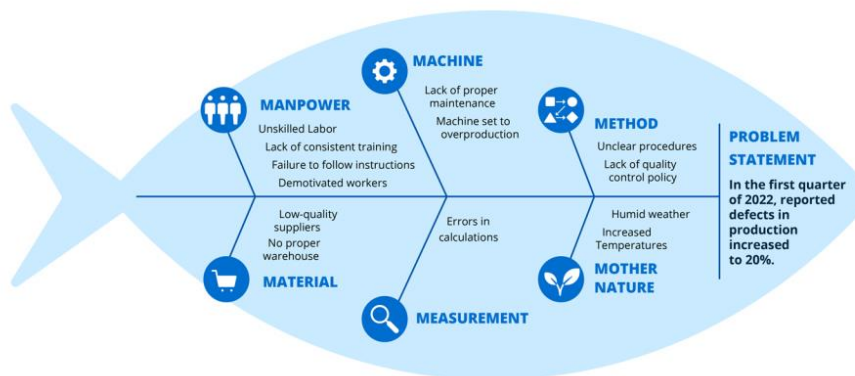 MANPOWER
Unskilled Labor
Lack of consistent training
Failure to follow instructions
Demotivated workers
MACHINE
Lack of proper
maintenance
Machine set to
overproduction
METHOD
Unclear procedures
Lack of quality
control policy
MATERIAL
Low-quality
suppliers
No proper
warehouse
MEASUREMENT
Errors in
calculations
MOTHER
NATURE
Humid weather
Increased
Temperatures
PROBLEM
STATEMENT
In the first quarter
of 2022, reported
defects in
production
increased
to 20%.